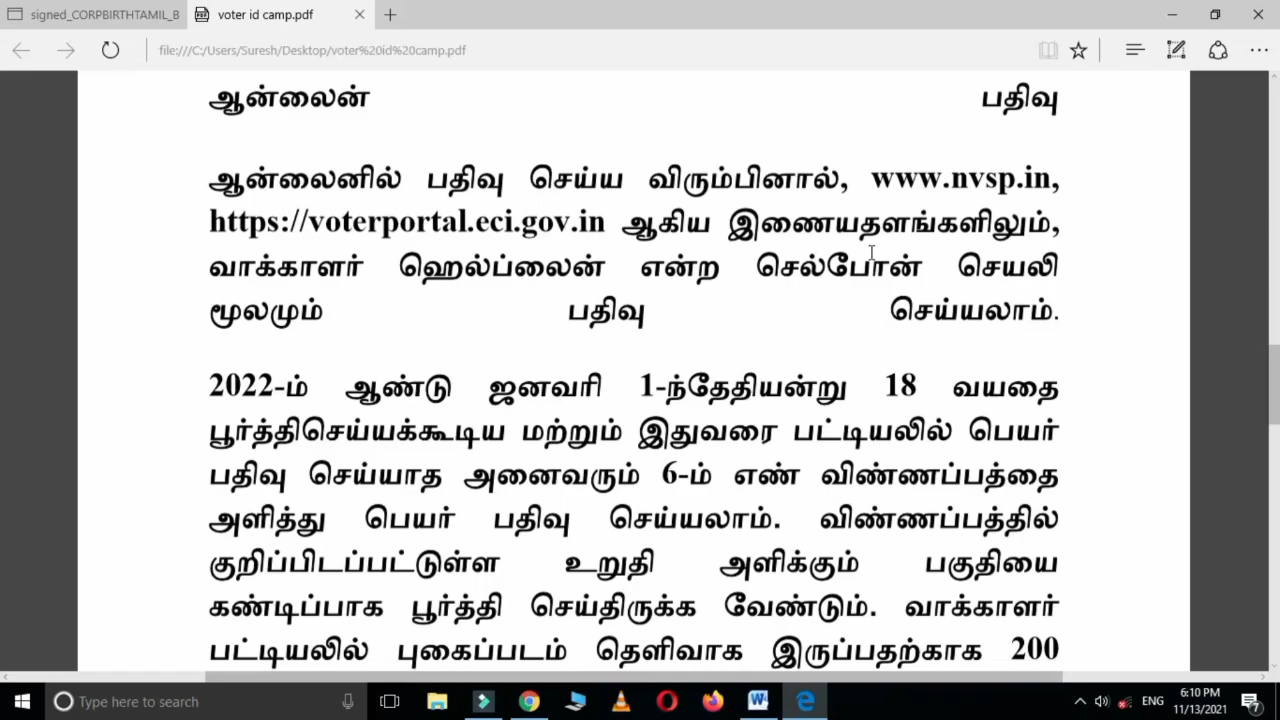 signed_CORPBIRTHTAMIL_B
voter id camp.pdf
file:///C:/Users/Suresh/Desktop/voter%20id%20camp.pdf
ஆன்லைன் பதிவு
ஆன்லைனில் பதிவு செய்ய விரும்பினால், www.nvsp.in,
https://voterportal.eci.gov.in ஆகிய இணையதளங்களிலும்,
வாக்காளர் ஹெல்ப்லைன் என்ற செல்போன் செயலி
மூலமும் பதிவு செய்யலாம்.
2022-ம் ஆண்டு ஜனவரி 1-ந்தேதியன்று 18 வயதை
பூர்த்திசெய்யக்கூடிய மற்றும் இதுவரை பட்டியலில் பெயர்
பதிவு செய்யாத அனைவரும் 6-ம் எண் விண்ணப்பத்தை
அளித்து பெயர் பதிவு செய்யலாம். விண்ணப்பத்தில்
குறிப்பிடப்பட்டுள்ள உறுதி அளிக்கும் பகுதியை
கண்டிப்பாக பூர்த்தி செய்திருக்க வேண்டும். வாக்காளர்
பட்டியலில் புகைப்படம் தெளிவாக இருப்பதற்காக 200
Type here to search
ENG
6:10 PM
11/13/2021
7